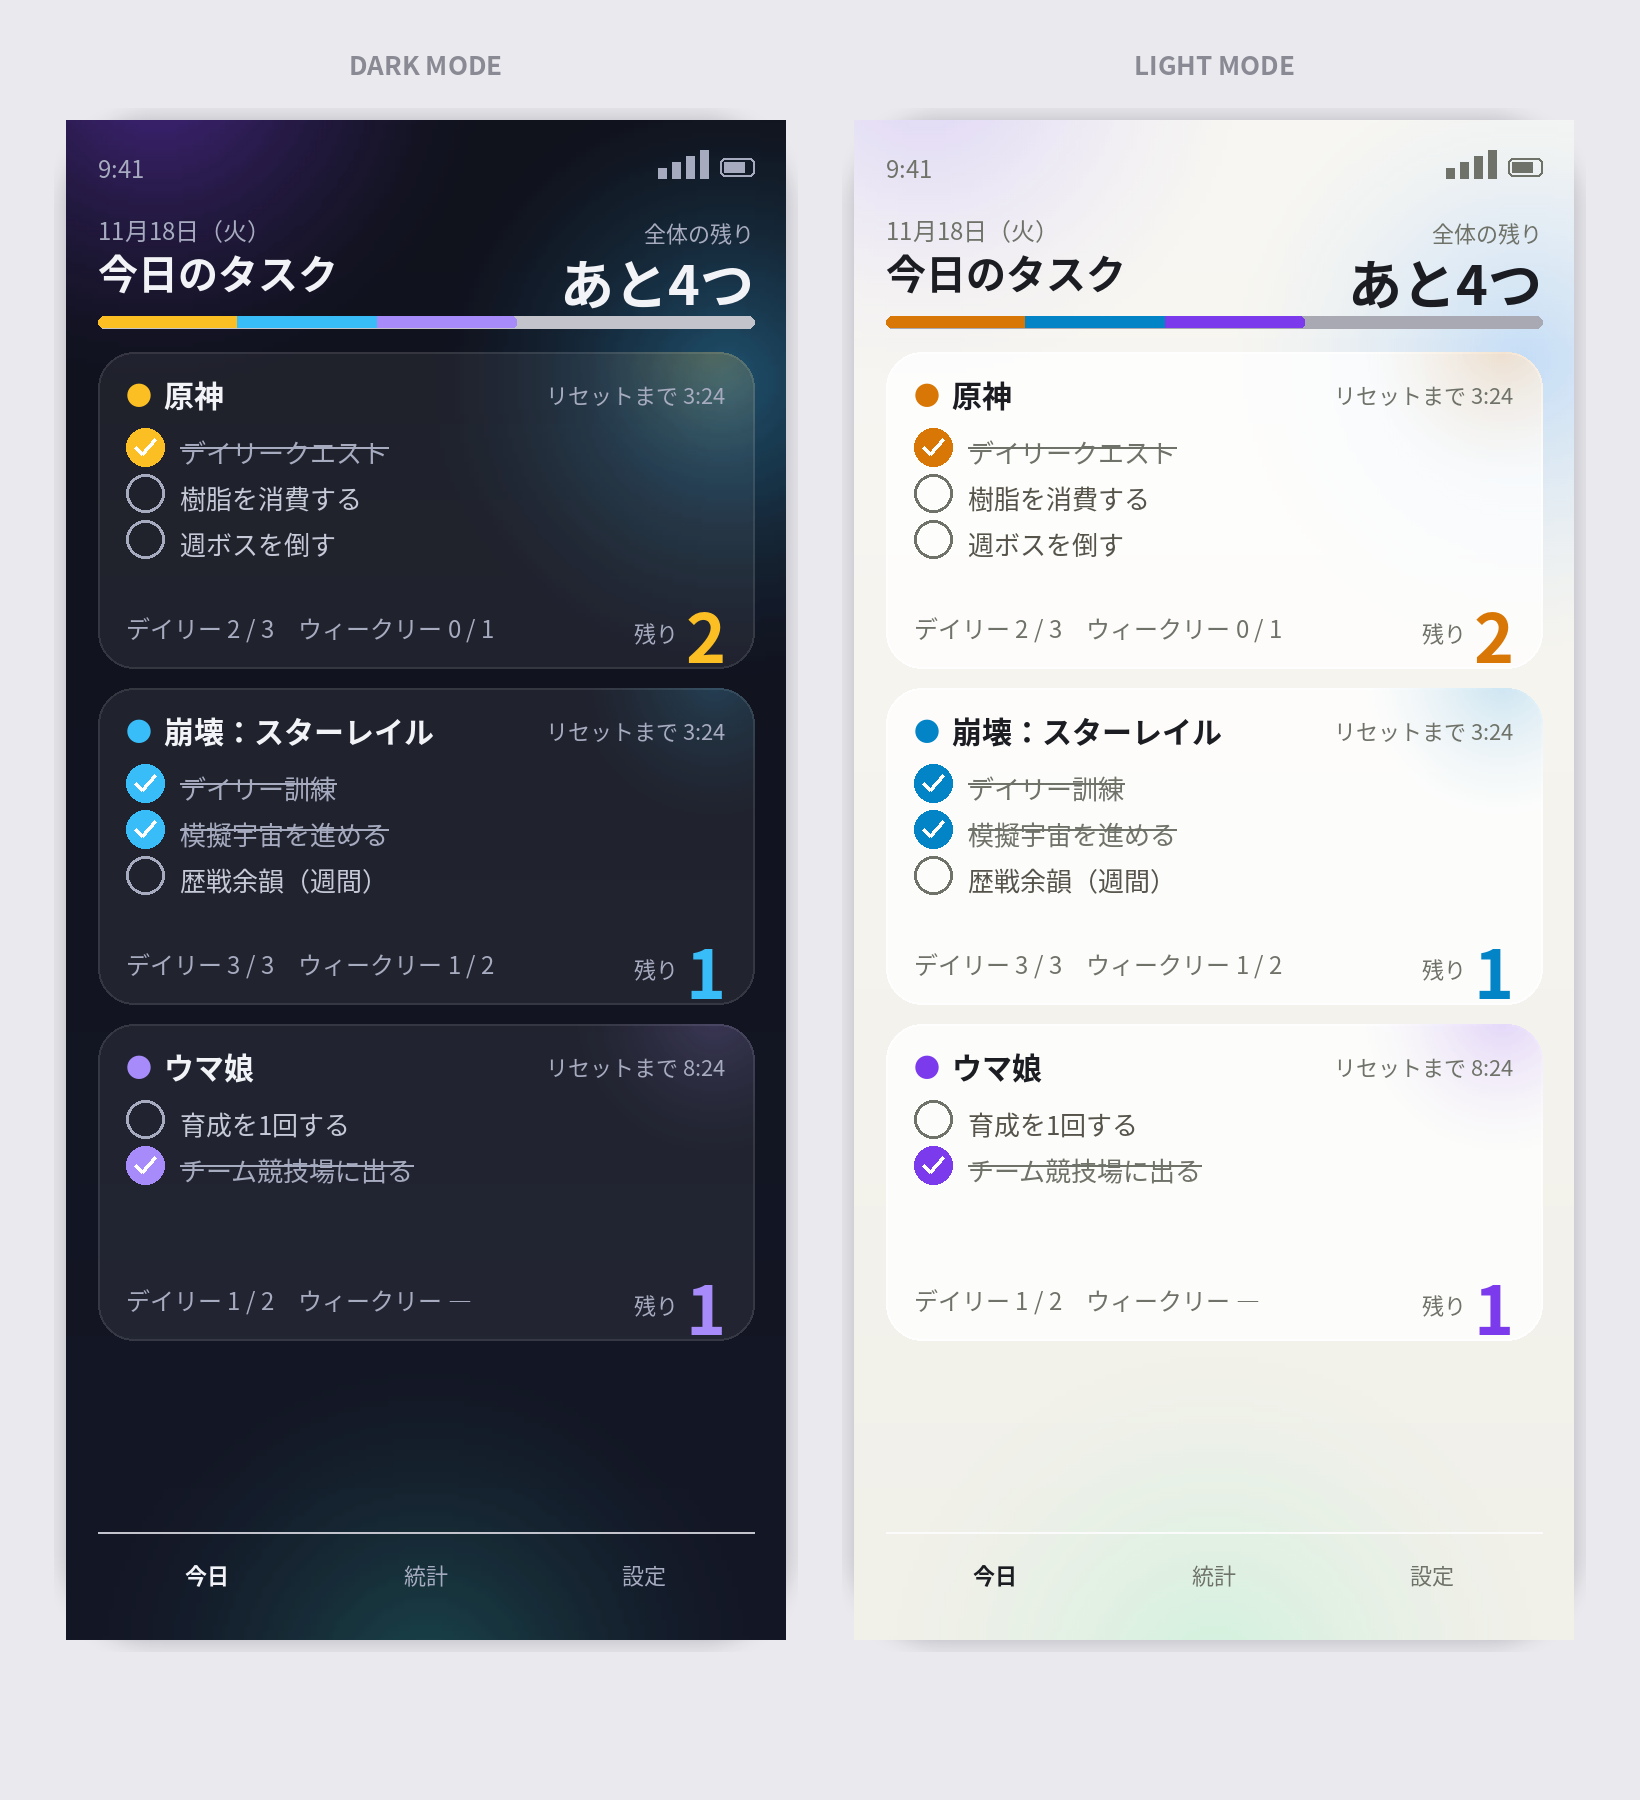 DARK MODE
9:41
11月18日（火）
今日のタスク
全体の残り
あと4つ
原神
リセットまで 3:24
デイリークエスト
樹脂を消費する
週ボスを倒す
デイリー 2 / 3 ウィークリー 0 / 1
残り 2
崩壊：スターレイル
リセットまで 3:24
デイリー訓練
模擬宇宙を進める
歴戦余韻（週間）
デイリー 3 / 3 ウィークリー 1 / 2
残り 1
ウマ娘
リセットまで 8:24
育成を1回する
チーム競技場に出る
デイリー 1 / 2 ウィークリー —
残り 1
今日
統計
設定
LIGHT MODE
9:41
11月18日（火）
今日のタスク
全体の残り
あと4つ
原神
リセットまで 3:24
デイリークエスト
樹脂を消費する
週ボスを倒す
デイリー 2 / 3 ウィークリー 0 / 1
残り 2
崩壊：スターレイル
リセットまで 3:24
デイリー訓練
模擬宇宙を進める
歴戦余韻（週間）
デイリー 3 / 3 ウィークリー 1 / 2
残り 1
ウマ娘
リセットまで 8:24
育成を1回する
チーム競技場に出る
デイリー 1 / 2 ウィークリー —
残り 1
今日
統計
設定